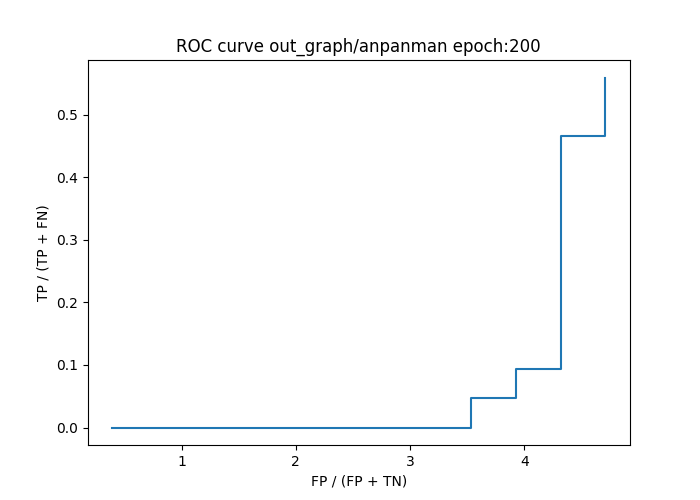 ROC curve out_graph/anpanman epoch:200
TP / (TP + FN)
0.5
0.4
0.3
0.2
0.1
0.0
1 2 3 4
FP / (FP + TN)